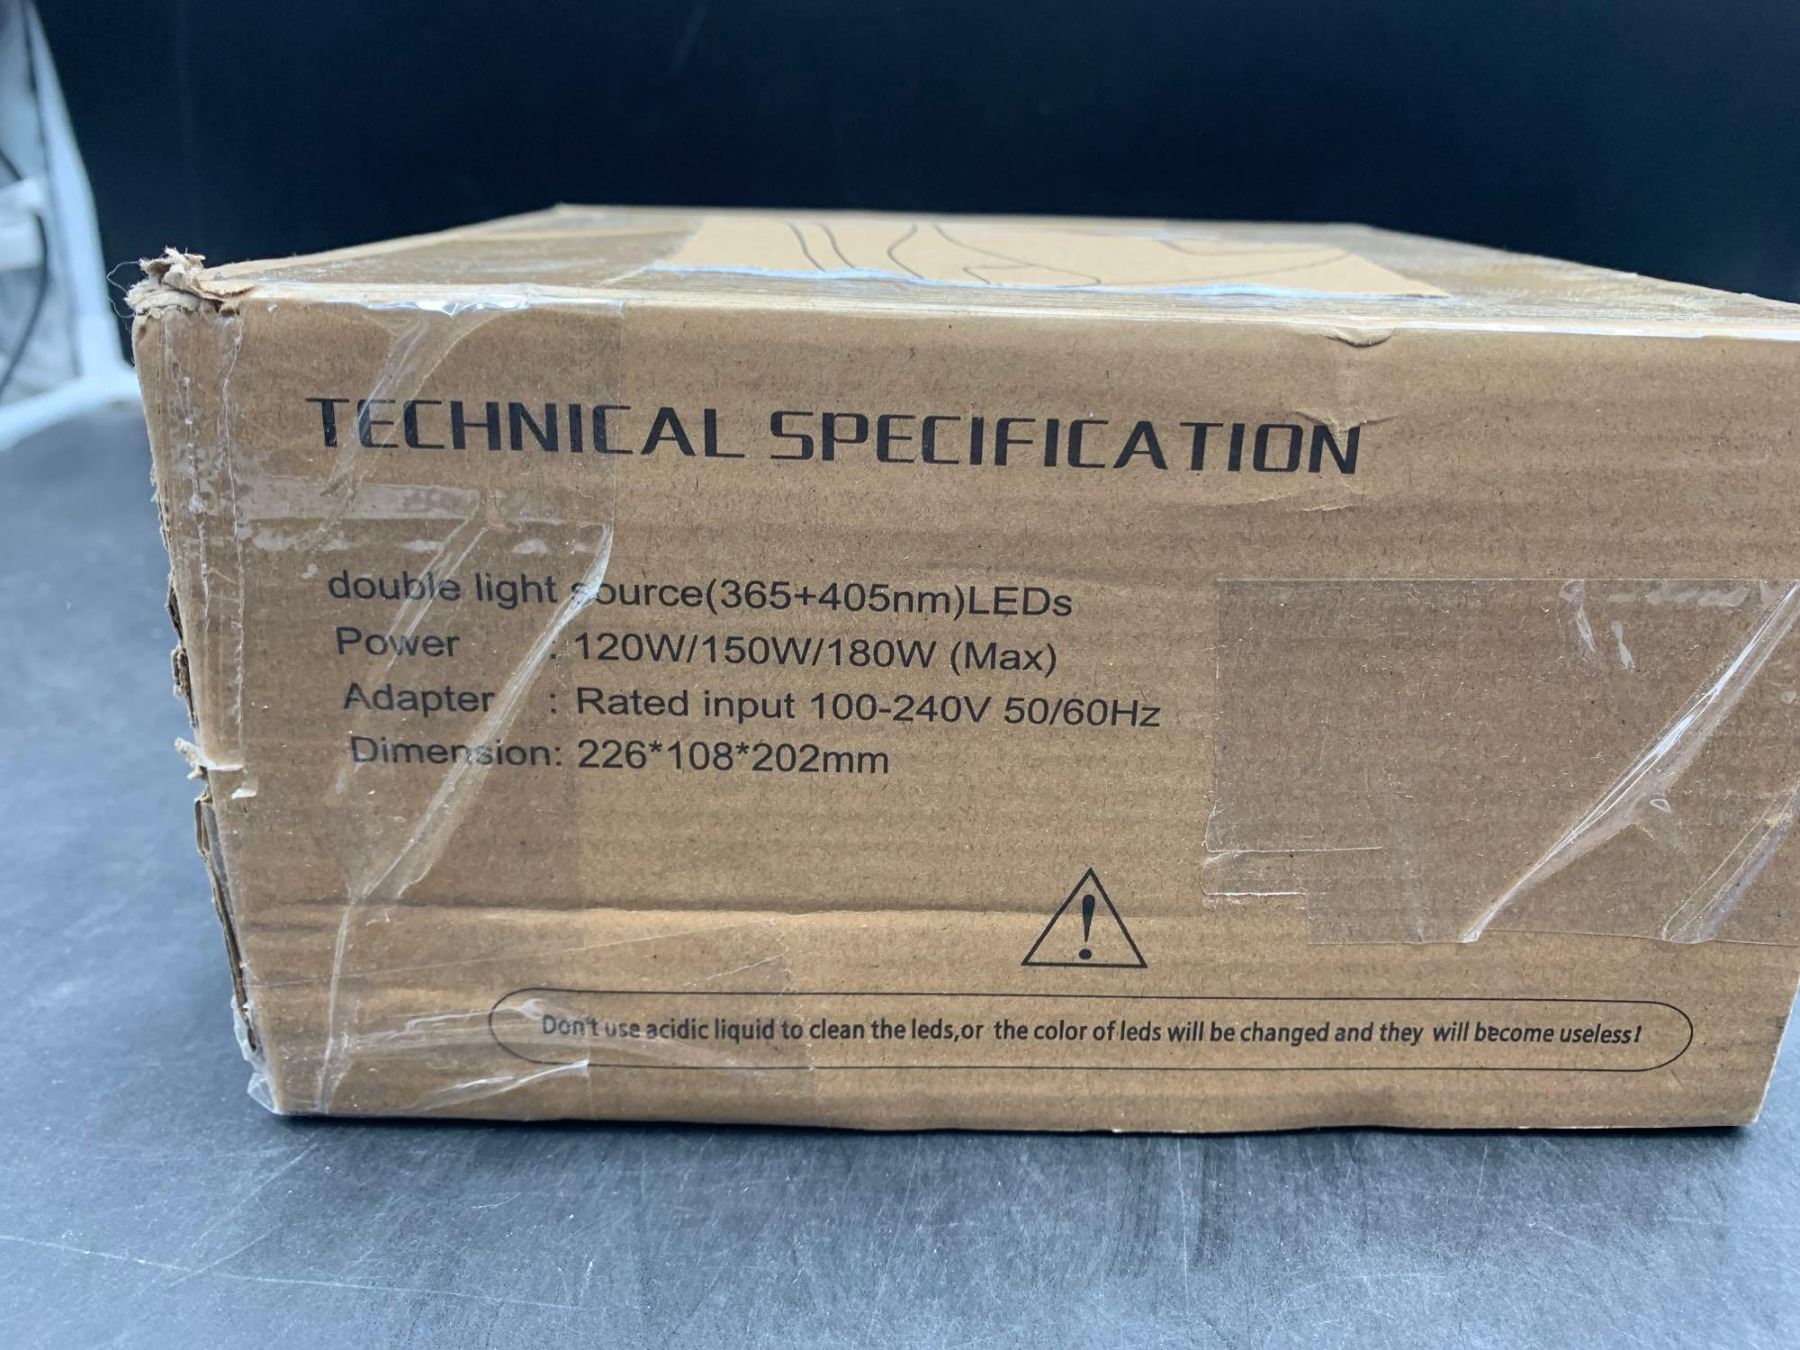 TECHNICAL SPECIFICATION
double light source(365+405nm)LEDs
Power : 120W/150W/180W (Max)
Adapter : Rated input 100-240V 50/60Hz
Dimension: 226*108*202mm
Don't use acidic liquid to clean the leds,or the color of leds will be changed and they will become useless!